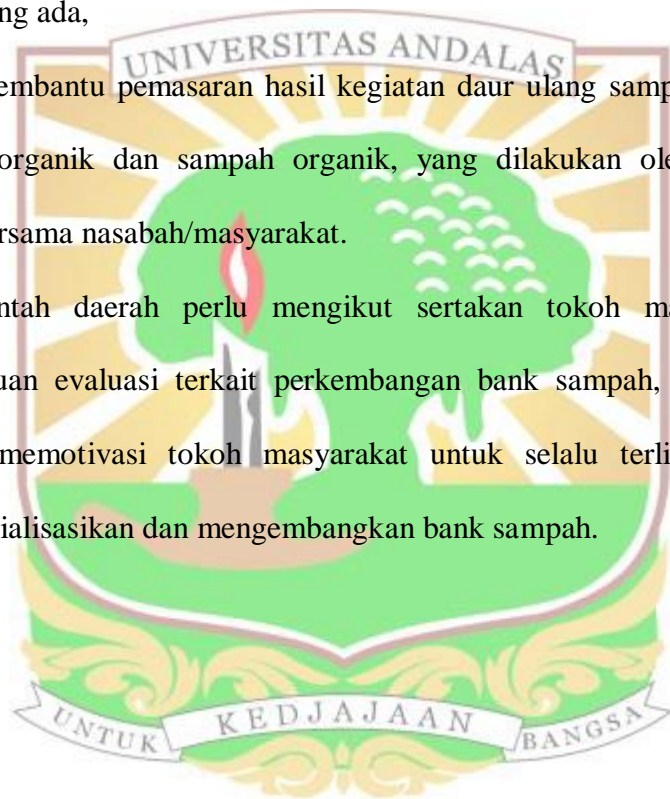 ng ada,
UNIVERSITAS ANDALAS
embantu pemasaran hasil kegiatan daur ulang samp
organik dan sampah organik, yang dilakukan ole
rsama nasabah/masyarakat.
ntah daerah perlu mengikut sertakan tokoh ma
uan evaluasi terkait perkembangan bank sampah,
memotivasi tokoh masyarakat untuk selalu terli
ialisasikan dan mengembangkan bank sampah.
UNTUK KEDJAJAAN BANGSA